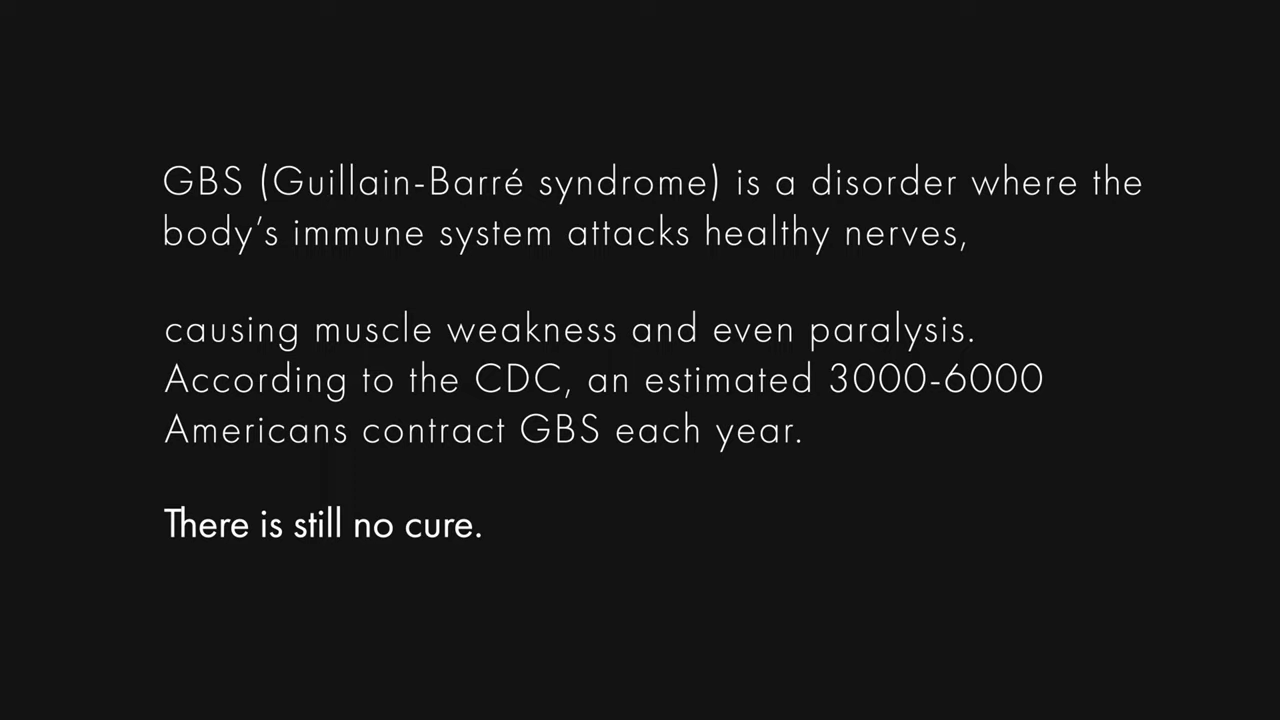 GBS (Guillain-Barré syndrome) is a disorder where the
body’s immune system attacks healthy nerves,
causing muscle weakness and even paralysis.
According to the CDC, an estimated 3000-6000
Americans contract GBS each year.
There is still no cure.